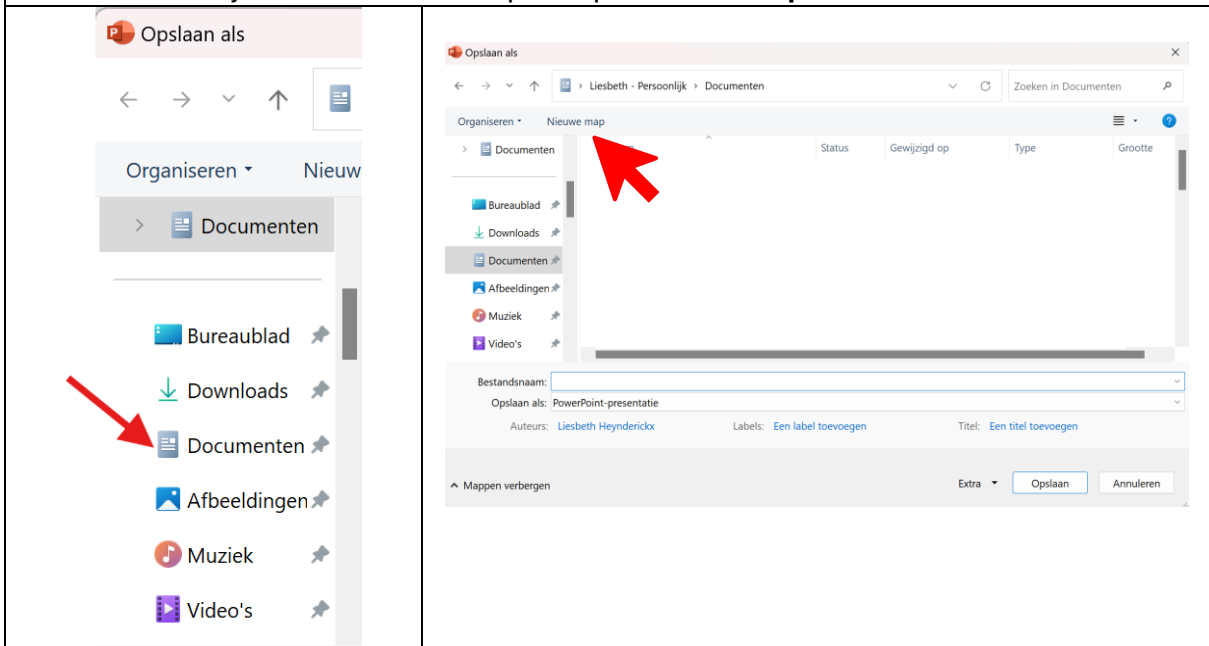 Opslaan als
Organiseren Nieuw
Documenten
Bureaublad
Downloads
Documenten
Afbeeldingen
Muziek
Video's
Opslaan als
Liesbeth - Persoonlijk › Documenten Zoeken in Documenten
Organiseren Nieuwe map
Documenten Status Gewijzigd op Type Grootte
Bureaublad
Downloads
Documenten
Afbeeldingen
Muziek
Video's
Bestandsnaam:
Opslaan als: PowerPoint-presentatie
Auteurs: Liesbeth Heynderickx Labels: Een label toevoegen Titel: Een titel toevoegen
Mappen verbergen Extra Opslaan Annuleren